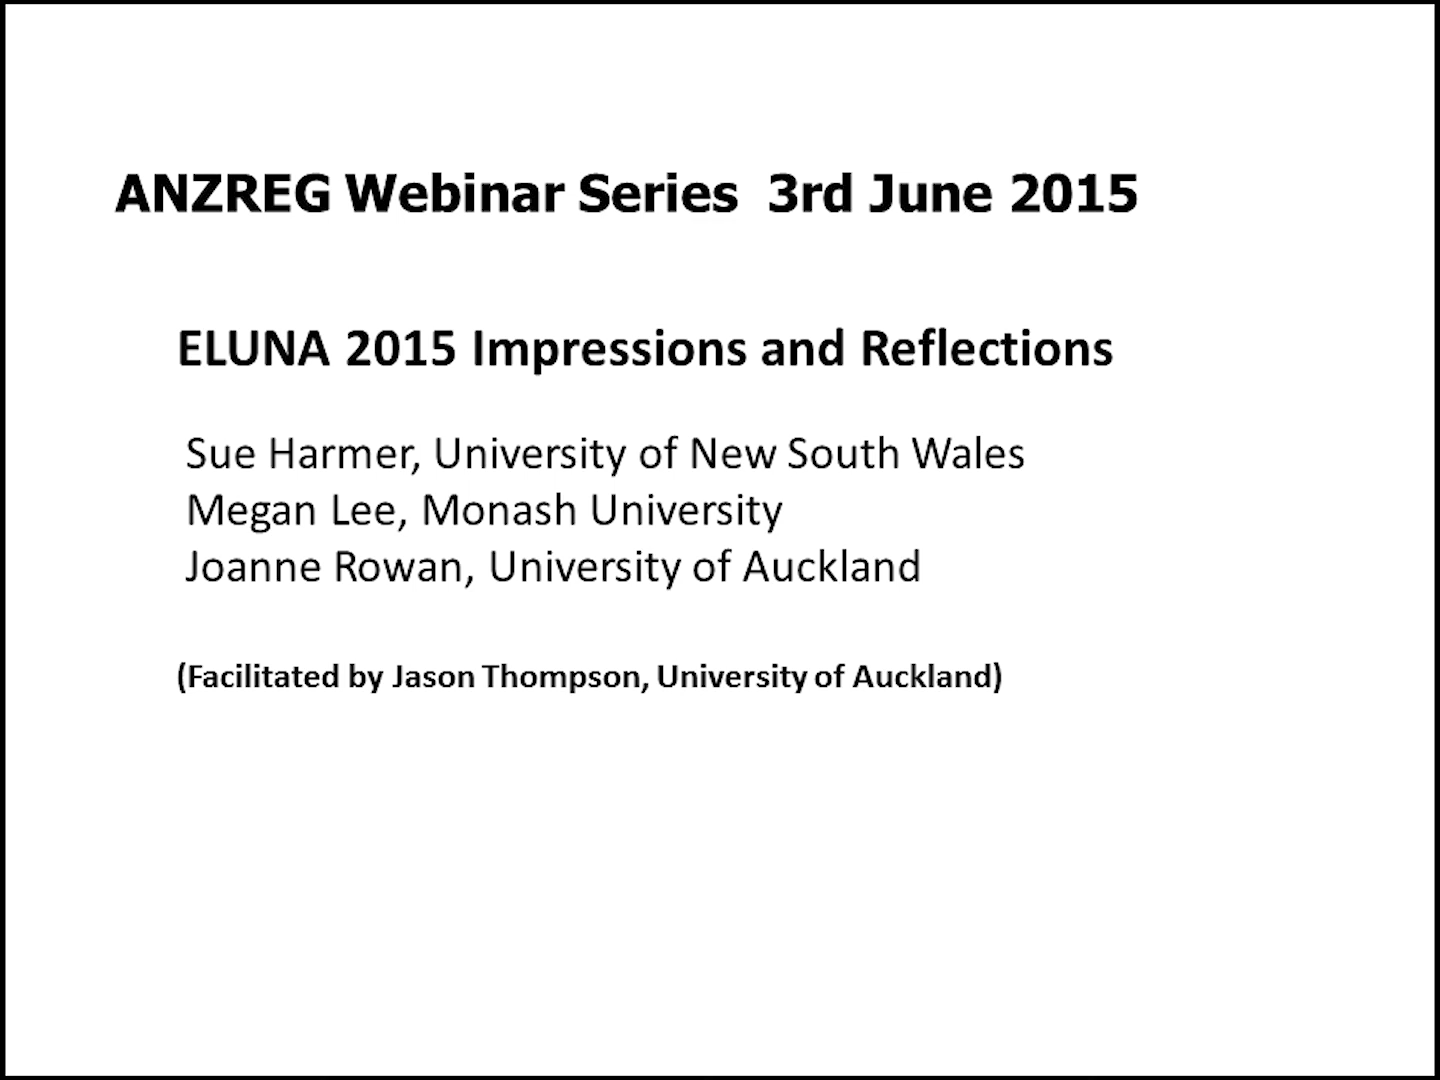 ANZREG Webinar Series  3rd June 2015
ELUNA 2015 Impressions and Reflections
Sue Harmer, University of New South Wales
Megan Lee, Monash University
Joanne Rowan, University of Auckland
(Facilitated by Jason Thompson, University of Auckland)